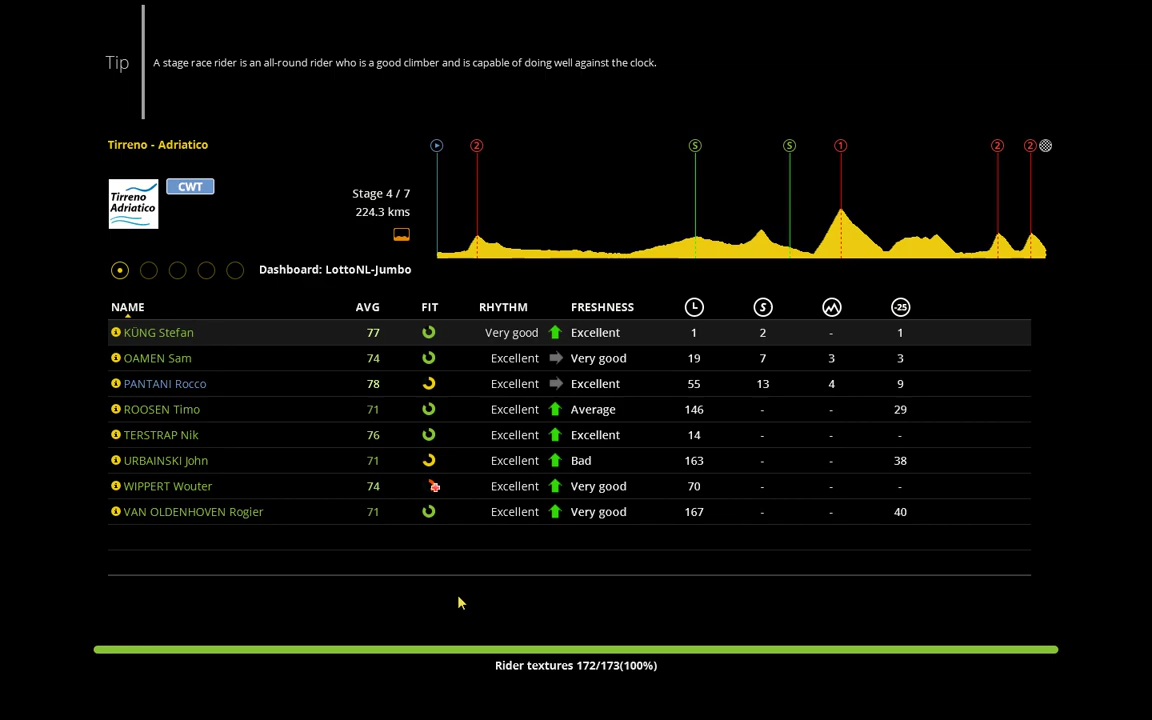 Tip
A stage race rider is an all-round rider who is a good climber and is capable of doing well against the clock.
Tirreno - Adriatico
2 S S 1 2 2
Tirreno
Adriatico
CWT
Stage 4 / 7
224.3 kms
Dashboard: LottoNL-Jumbo
NAME AVG FIT RHYTHM FRESHNESS S -25
KÜNG Stefan 77 Very good Excellent 1 2 - 1
OAMEN Sam 74 Excellent Very good 19 7 3 3
PANTANI Rocco 78 Excellent Excellent 55 13 4 9
ROOSEN Timo 71 Excellent Average 146 - - 29
TERSTRAP Nik 76 Excellent Excellent 14 - - -
URBAINSKI John 71 Excellent Bad 163 - - 38
WIPPERT Wouter 74 Excellent Very good 70 - - -
VAN OLDENHOVEN Rogier 71 Excellent Very good 167 - - 40
Rider textures 172/173(100%)